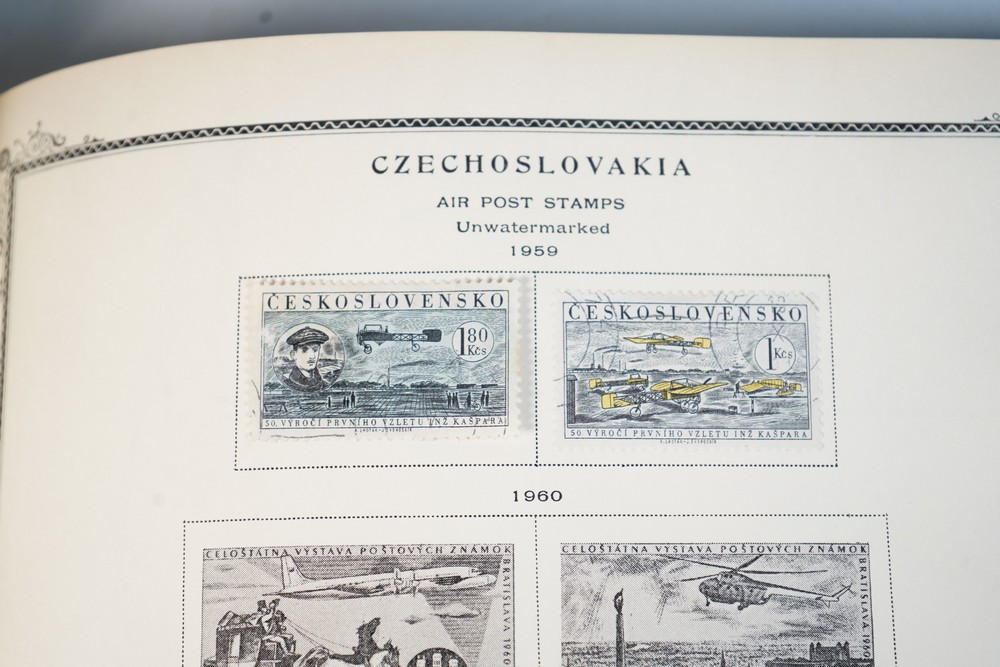 CZECHOSLOVAKIA
AIR POST STAMPS
Unwatermarked
1959
ČESKOSLOVENSKO
1 80
Kčs
50. VÝROČÍ PRVNÍHO VZLETU INŽ KAŠPARA
ČESKOSLOVENSKO
1 Kčs
50. VÝROČÍ PRVNÍHO VZLETU INŽ KAŠPARA
1960
CELOŠTÁTNA VÝSTAVA POŠTOVÝCH ZNÁMOK
BRATISLAVA 1960
CELOŠTÁTNA VÝSTAVA POŠTOVÝCH ZNÁMOK
BRATISLAVA 1960